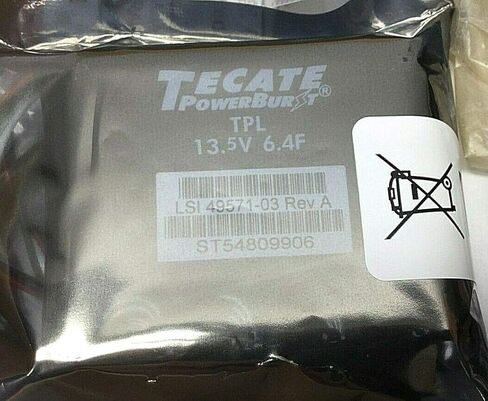 TECATE
POWERBURST®
TPL
13.5V 6.4F
LSI 49571-03 Rev A
ST54809906